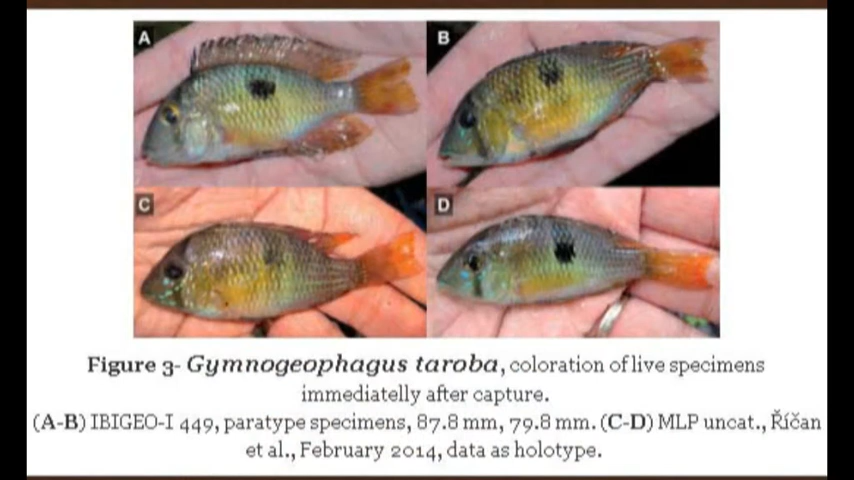 A
B
C
D
Figure 3- Gymnogeophagus taroba, coloration of live specimens
immediatelly after capture.
(A-B) IBIGEO-I 449, paratype specimens, 87.8 mm, 79.8 mm. (C-D) MLP uncat., Říčan
et al., February 2014, data as holotype.